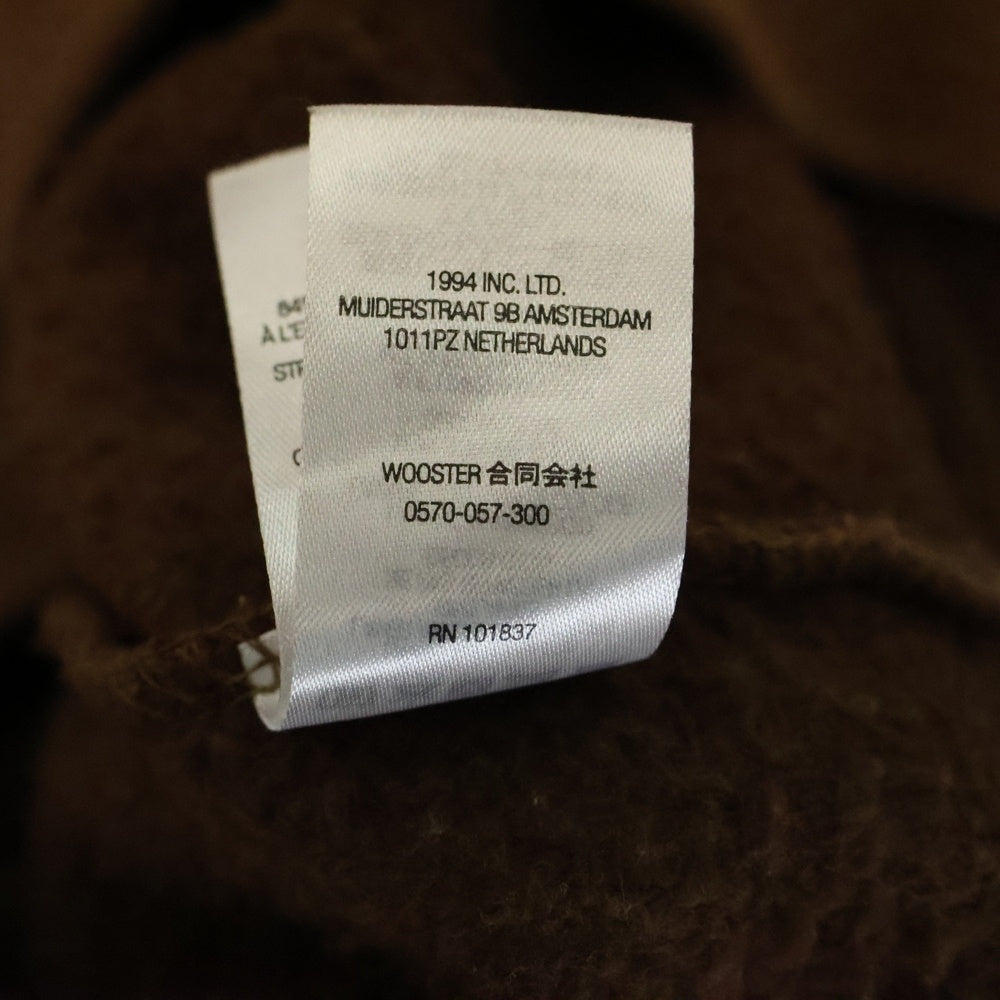 1994 INC. LTD.
MUIDERSTRAAT 9B AMSTERDAM
1011PZ NETHERLANDS
WOOSTER 合同会社
0570-057-300
RN 101837